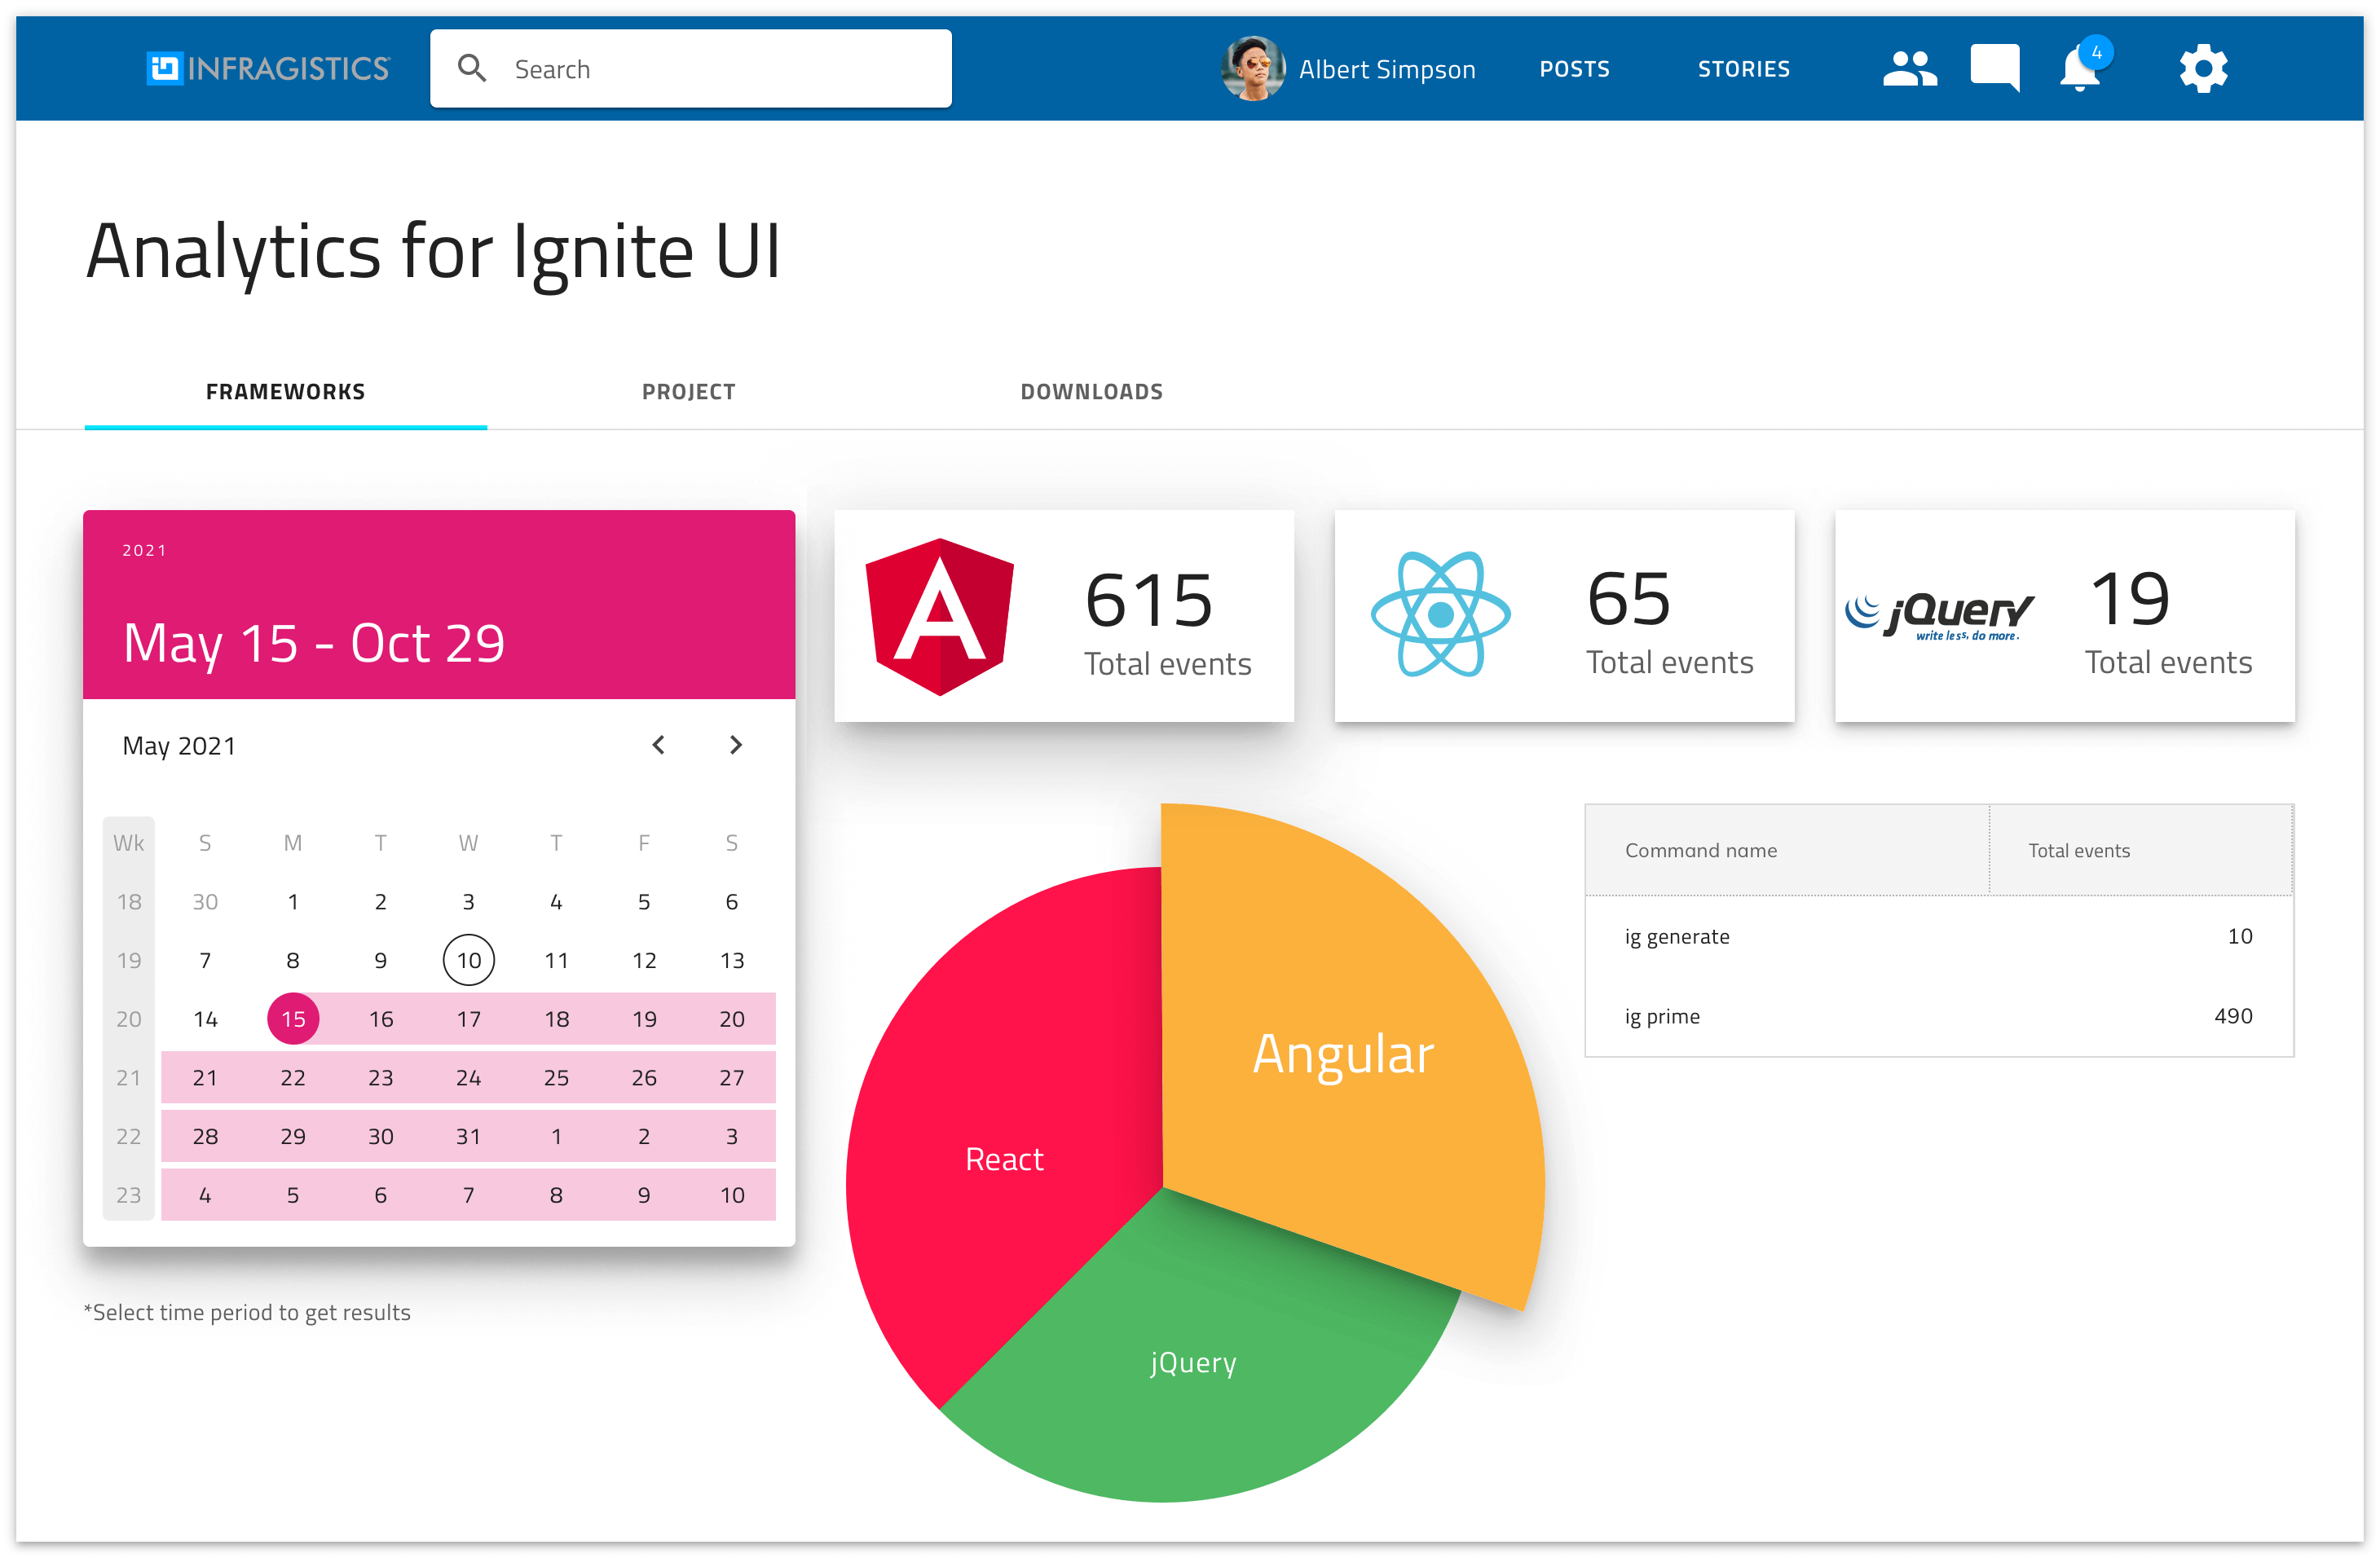 INFRAGISTICS
Search
Albert Simpson
POSTS
STORIES
4
Analytics for Ignite UI
FRAMEWORKS
PROJECT
DOWNLOADS
2021
May 15 - Oct 29
May 2021
Wk S M T W T F S
18 30 1 2 3 4 5 6
19 7 8 9 10 11 12 13
20 14 15 16 17 18 19 20
21 21 22 23 24 25 26 27
22 28 29 30 31 1 2 3
23 4 5 6 7 8 9 10
*Select time period to get results
A
615
Total events
65
Total events
jQuery
write less, do more.
19
Total events
Angular
React
jQuery
Command name Total events
ig generate 10
ig prime 490